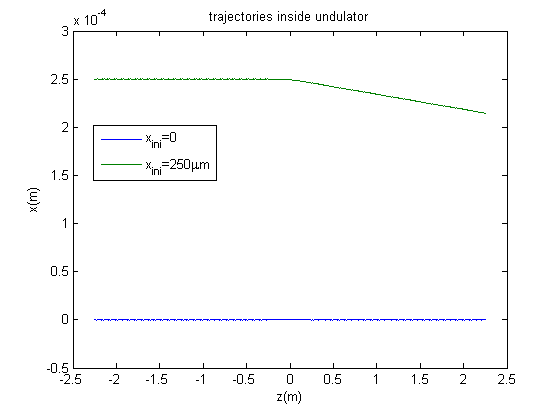 trajectories inside undulator
x 10⁻⁴
3
2.5
2
1.5
1
0.5
0
-0.5
x(m)
x_ini=0
x_ini=250μm
-2.5 -2 -1.5 -1 -0.5 0 0.5 1 1.5 2 2.5
z(m)